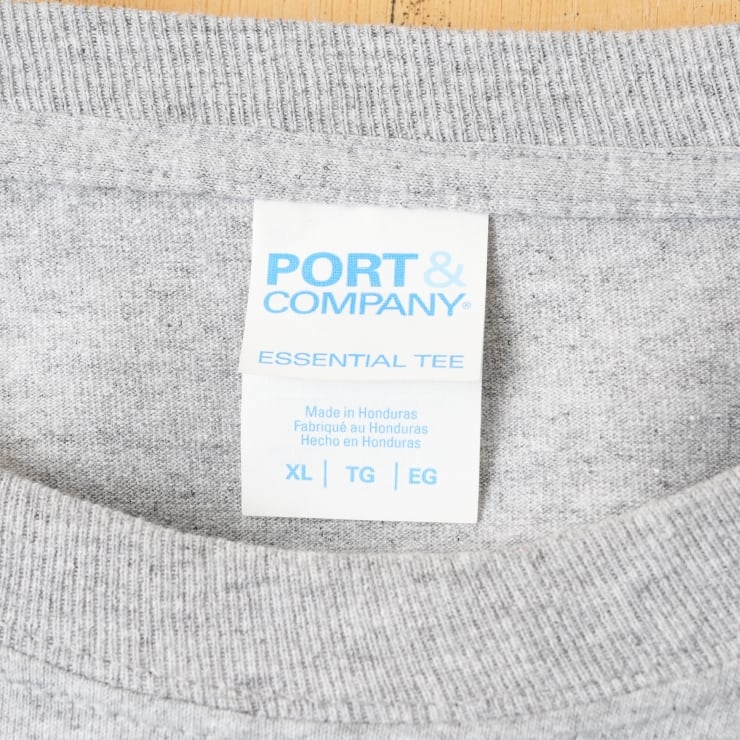 PORT &
COMPANY®
ESSENTIAL TEE
Made in Honduras
Fabriqué au Honduras
Hecho en Honduras
XL | TG | EG